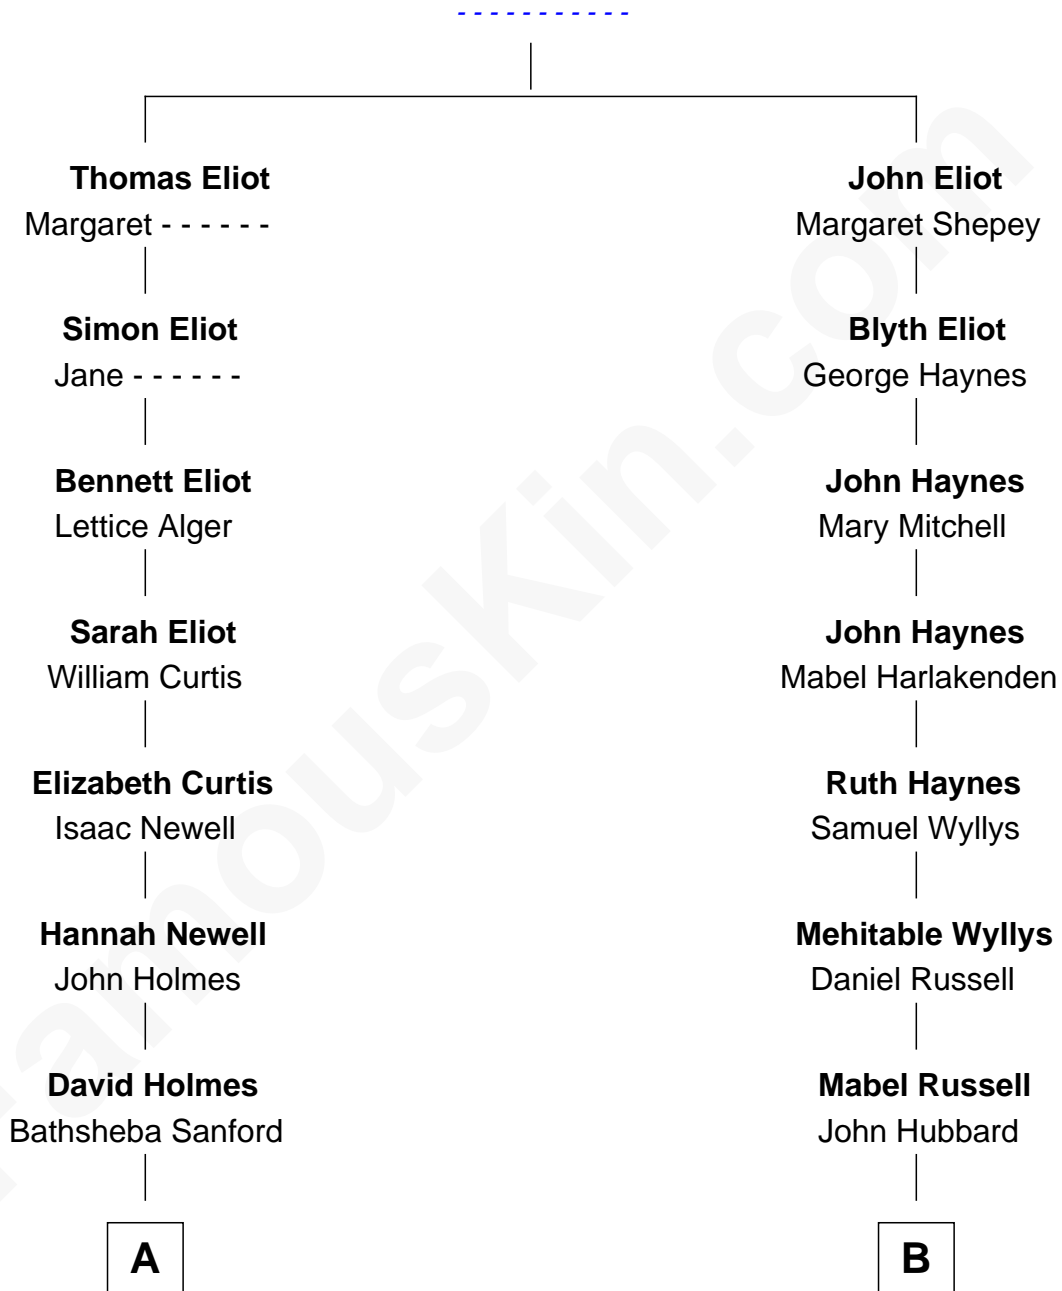 - - - - - - - - - - -
Thomas Eliot
Margaret - - - - - -
John Eliot
Margaret Shepey
Simon Eliot
Jane - - - - - -
Blyth Eliot
George Haynes
Bennett Eliot
Lettice Alger
John Haynes
Mary Mitchell
Sarah Eliot
William Curtis
John Haynes
Mabel Harlakenden
Elizabeth Curtis
Isaac Newell
Ruth Haynes
Samuel Wyllys
Hannah Newell
John Holmes
Mehitable Wyllys
Daniel Russell
David Holmes
Bathsheba Sanford
Mabel Russell
John Hubbard
A
B
FamousKin.com